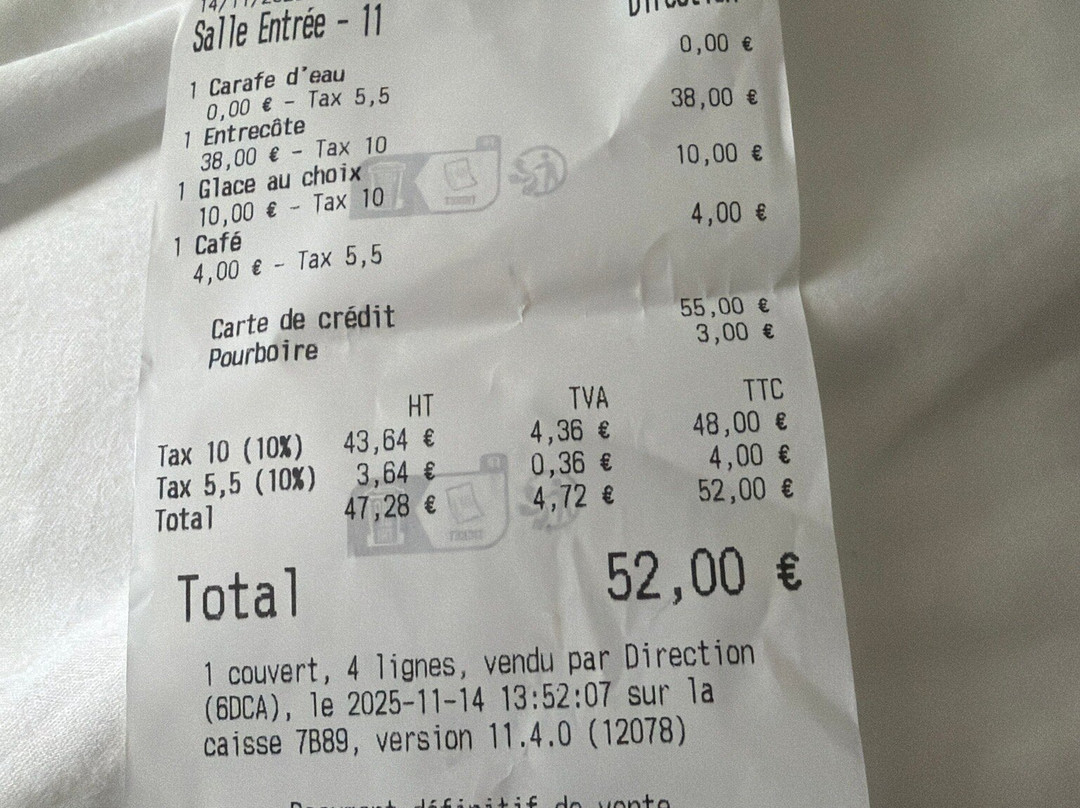 Salle Entrée - 11
0,00 €
1 Carafe d'eau
0,00 € - Tax 5,5
38,00 €
1 Entrecôte
38,00 € - Tax 10
10,00 €
1 Glace au choix
10,00 € - Tax 10
4,00 €
1 Café
4,00 € - Tax 5,5
Carte de crédit 55,00 €
Pourboire 3,00 €
HT TVA TTC
Tax 10 (10%) 43,64 € 4,36 € 48,00 €
Tax 5,5 (10%) 3,64 € 0,36 € 4,00 €
Total 47,28 € 4,72 € 52,00 €
Total 52,00 €
1 couvert, 4 lignes, vendu par Direction
(6DCA), le 2025-11-14 13:52:07 sur la
caisse 7B89, version 11.4.0 (12078)